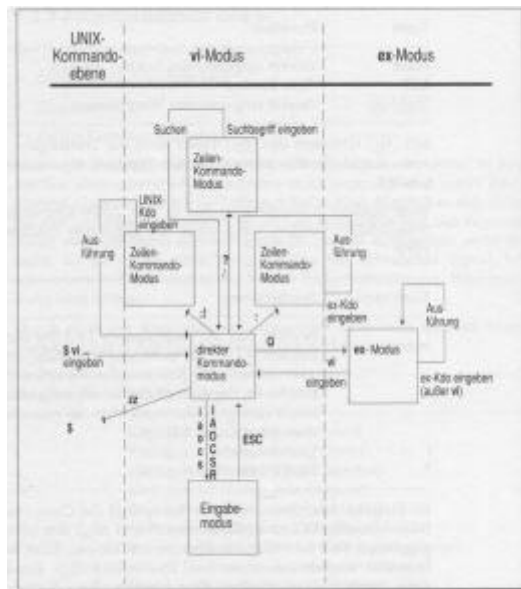 UNIX-
Kommando-
ebene
vi-Modus
ex-Modus
Suchen
Suchbegriff eingeben
Zeilen-
Kommando-
Modus
UNIX-
Kdo
eingeben
Aus-
führung
Aus-
führung
Zeilen-
Kommando-
Modus
Zeilen-
Kommando-
Modus
?
/
:!
:
ex-Kdo
eingeben
Aus-
führung
$ vi ...
eingeben
direkter
Kommando-
modus
Q
vi
eingeben
ex- Modus
ex-Kdo eingeben
(außer vi)
zz
$
i I
a A
o O
c C
s S
R
ESC
Eingabe-
modus